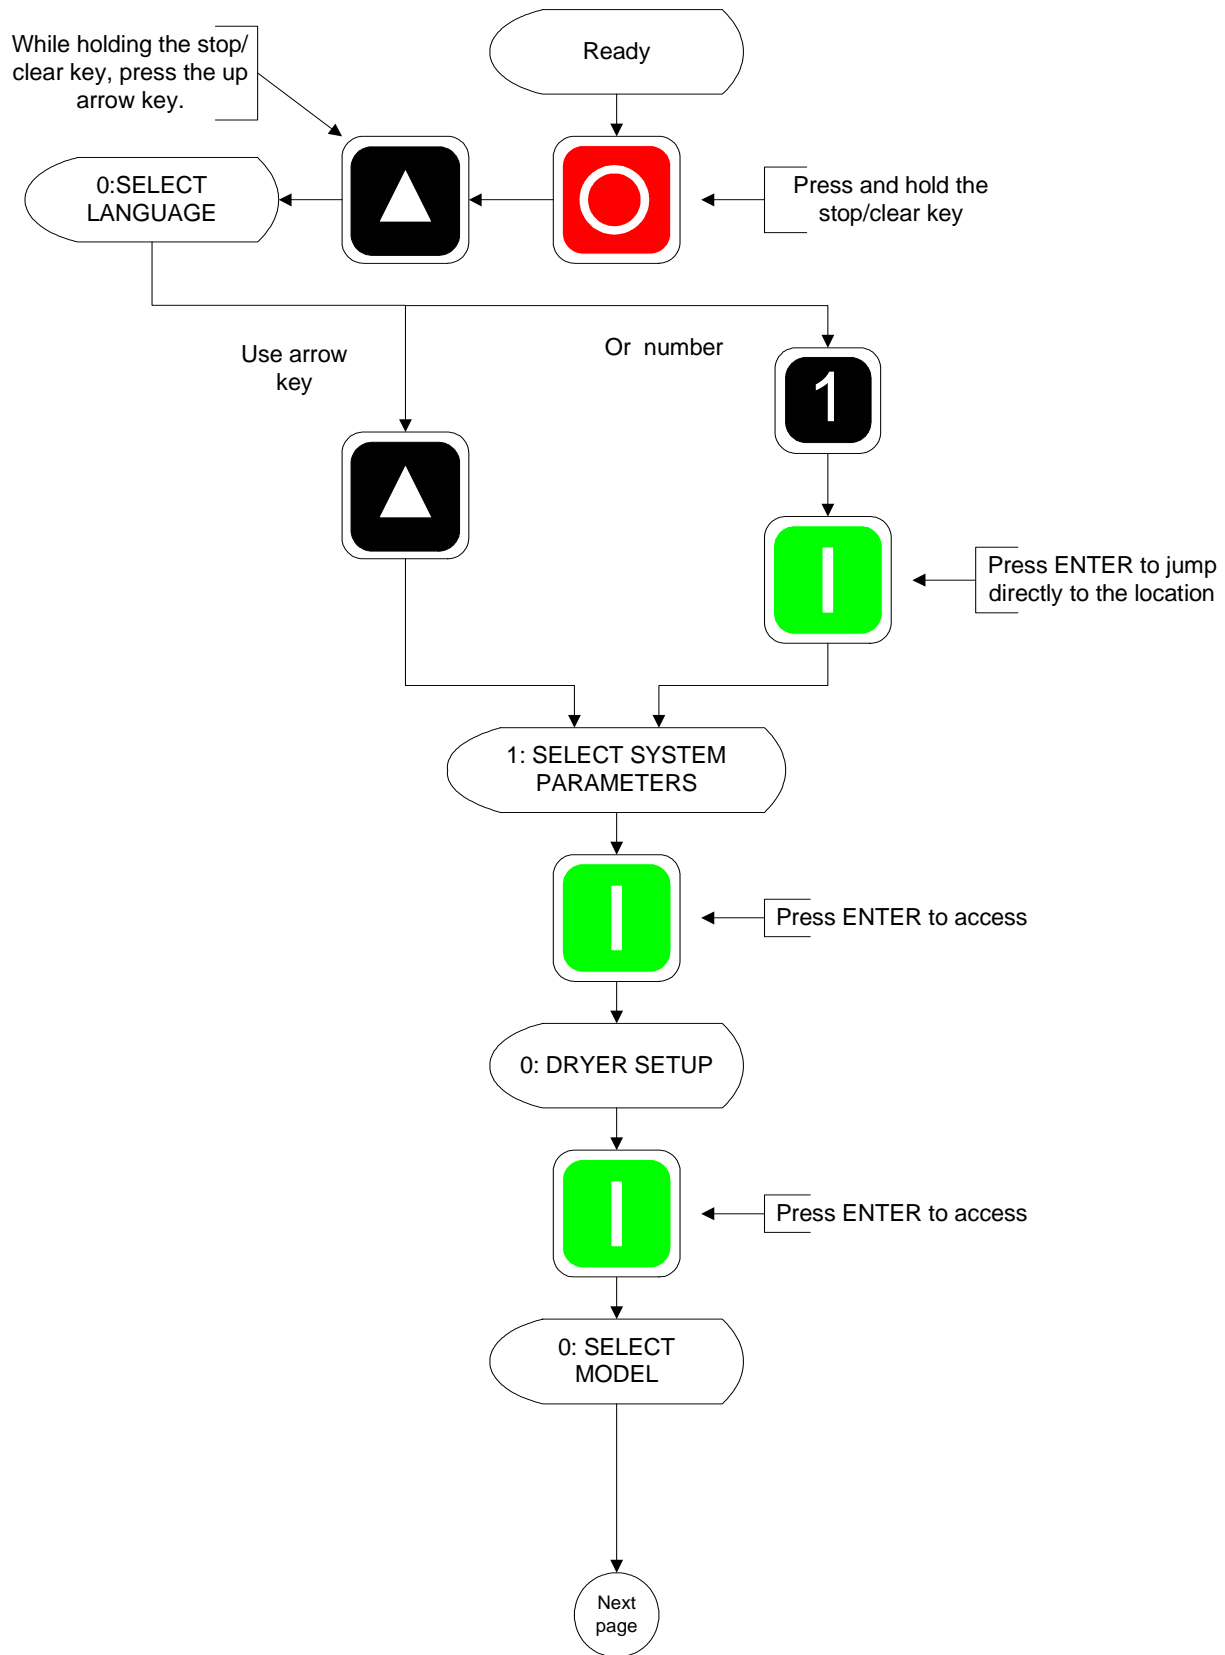 While holding the stop/
clear key, press the up
arrow key.
Ready
0:SELECT
LANGUAGE
Press and hold the
stop/clear key
Use arrow
key
Or number
1
Press ENTER to jump
directly to the location
1: SELECT SYSTEM
PARAMETERS
Press ENTER to access
0: DRYER SETUP
Press ENTER to access
0: SELECT
MODEL
Next
page